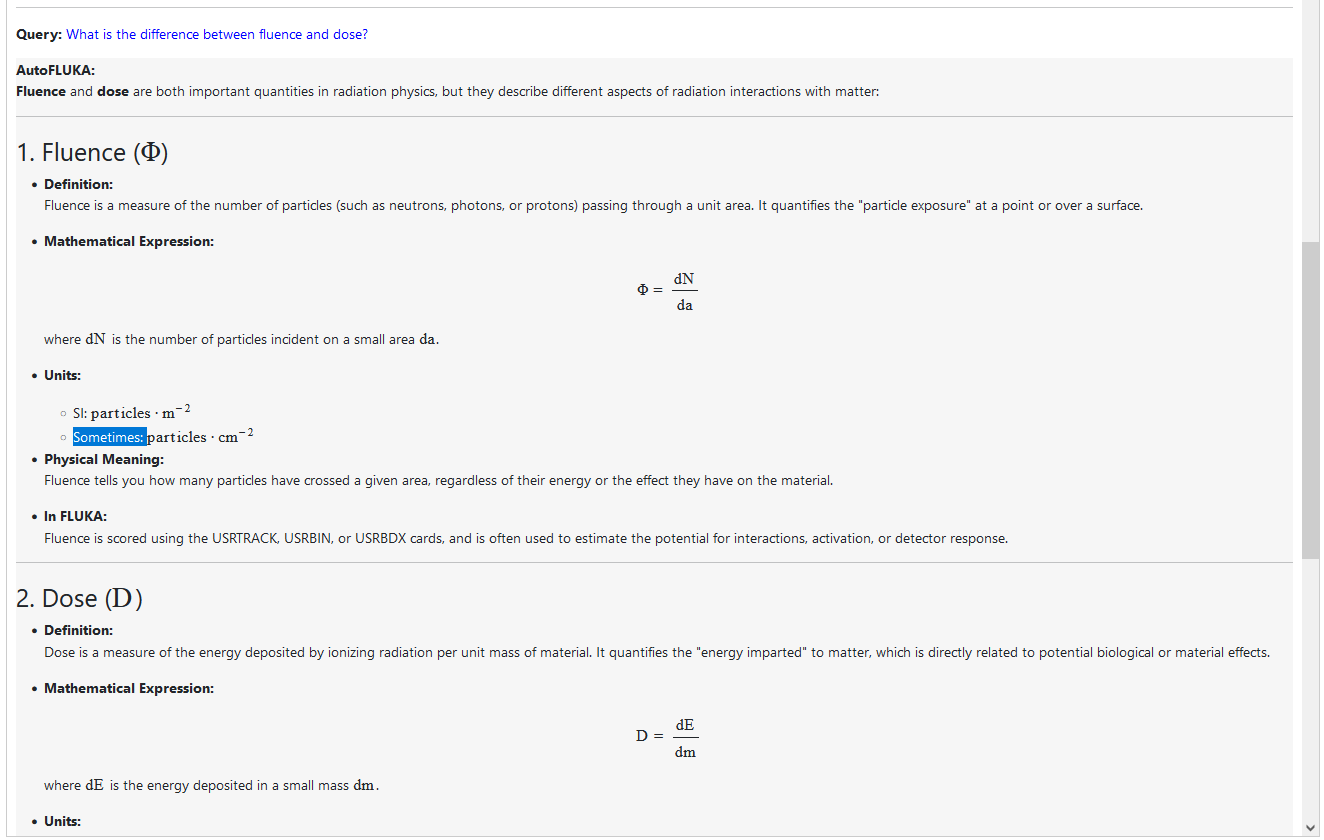 Query: What is the difference between fluence and dose?
AutoFLUKA:
Fluence and dose are both important quantities in radiation physics, but they describe different aspects of radiation interactions with matter:
1. Fluence (Φ)
• Definition:
Fluence is a measure of the number of particles (such as neutrons, photons, or protons) passing through a unit area. It quantifies the "particle exposure" at a point or over a surface.
• Mathematical Expression:
Φ = dN/da
where dN is the number of particles incident on a small area da.
• Units:
○ SI: particles · m⁻²
○ Sometimes: particles · cm⁻²
• Physical Meaning:
Fluence tells you how many particles have crossed a given area, regardless of their energy or the effect they have on the material.
• In FLUKA:
Fluence is scored using the USRTRACK, USRBIN, or USRBDX cards, and is often used to estimate the potential for interactions, activation, or detector response.
2. Dose (D)
• Definition:
Dose is a measure of the energy deposited by ionizing radiation per unit mass of material. It quantifies the "energy imparted" to matter, which is directly related to potential biological or material effects.
• Mathematical Expression:
D = dE/dm
where dE is the energy deposited in a small mass dm.
• Units: